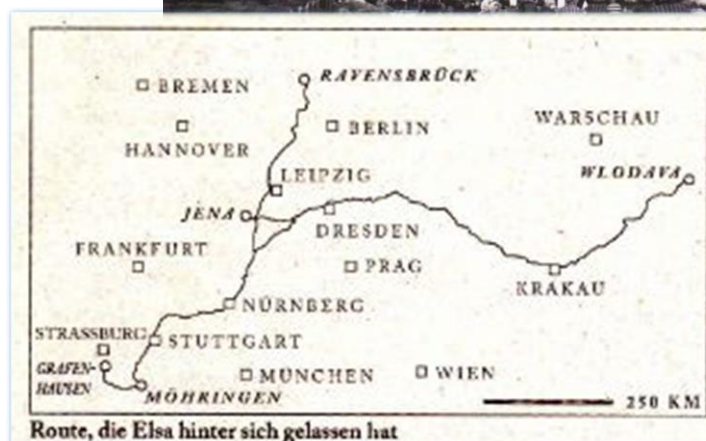 RAVENSBRÜCK
BREMEN
BERLIN
WARSCHAU
HANNOVER
WLODAVA
LEIPZIG
JENA
DRESDEN
FRANKFURT
PRAG
KRAKAU
NÜRNBERG
STRASSBURG
STUTTGART
GRAFEN-
HAUSEN
MÜNCHEN
WIEN
MÖHRINGEN
250 KM
Route, die Elsa hinter sich gelassen hat